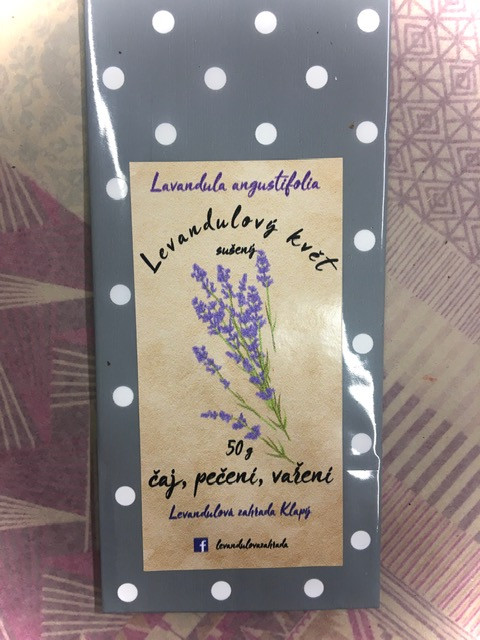 Lavandula angustifolia
Levandulový květ
sušený
50 g
čaj, pečení, vaření
Levandulová zahrada Klapý
f levandulovazahrada